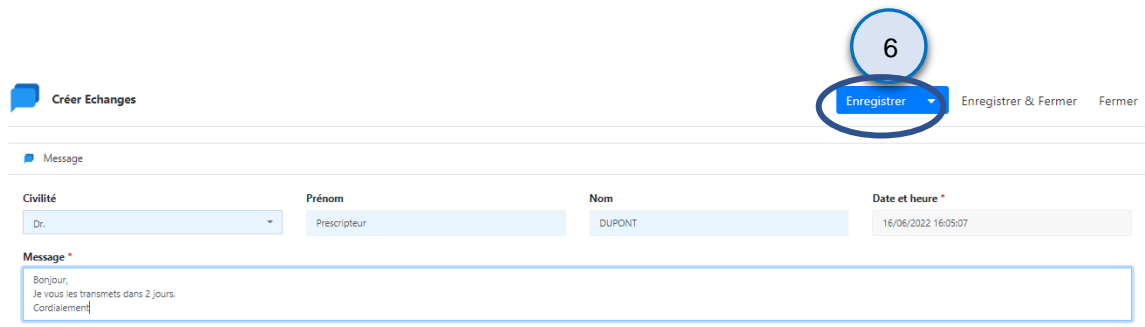 6
Créer Echanges
Enregistrer Enregistrer & Fermer Fermer
Message
Civilité Prénom Nom Date et heure *
Dr. Prescripteur DUPONT 16/06/2022 16:05:07
Message *
Bonjour,
Je vous les transmets dans 2 jours.
Cordialement